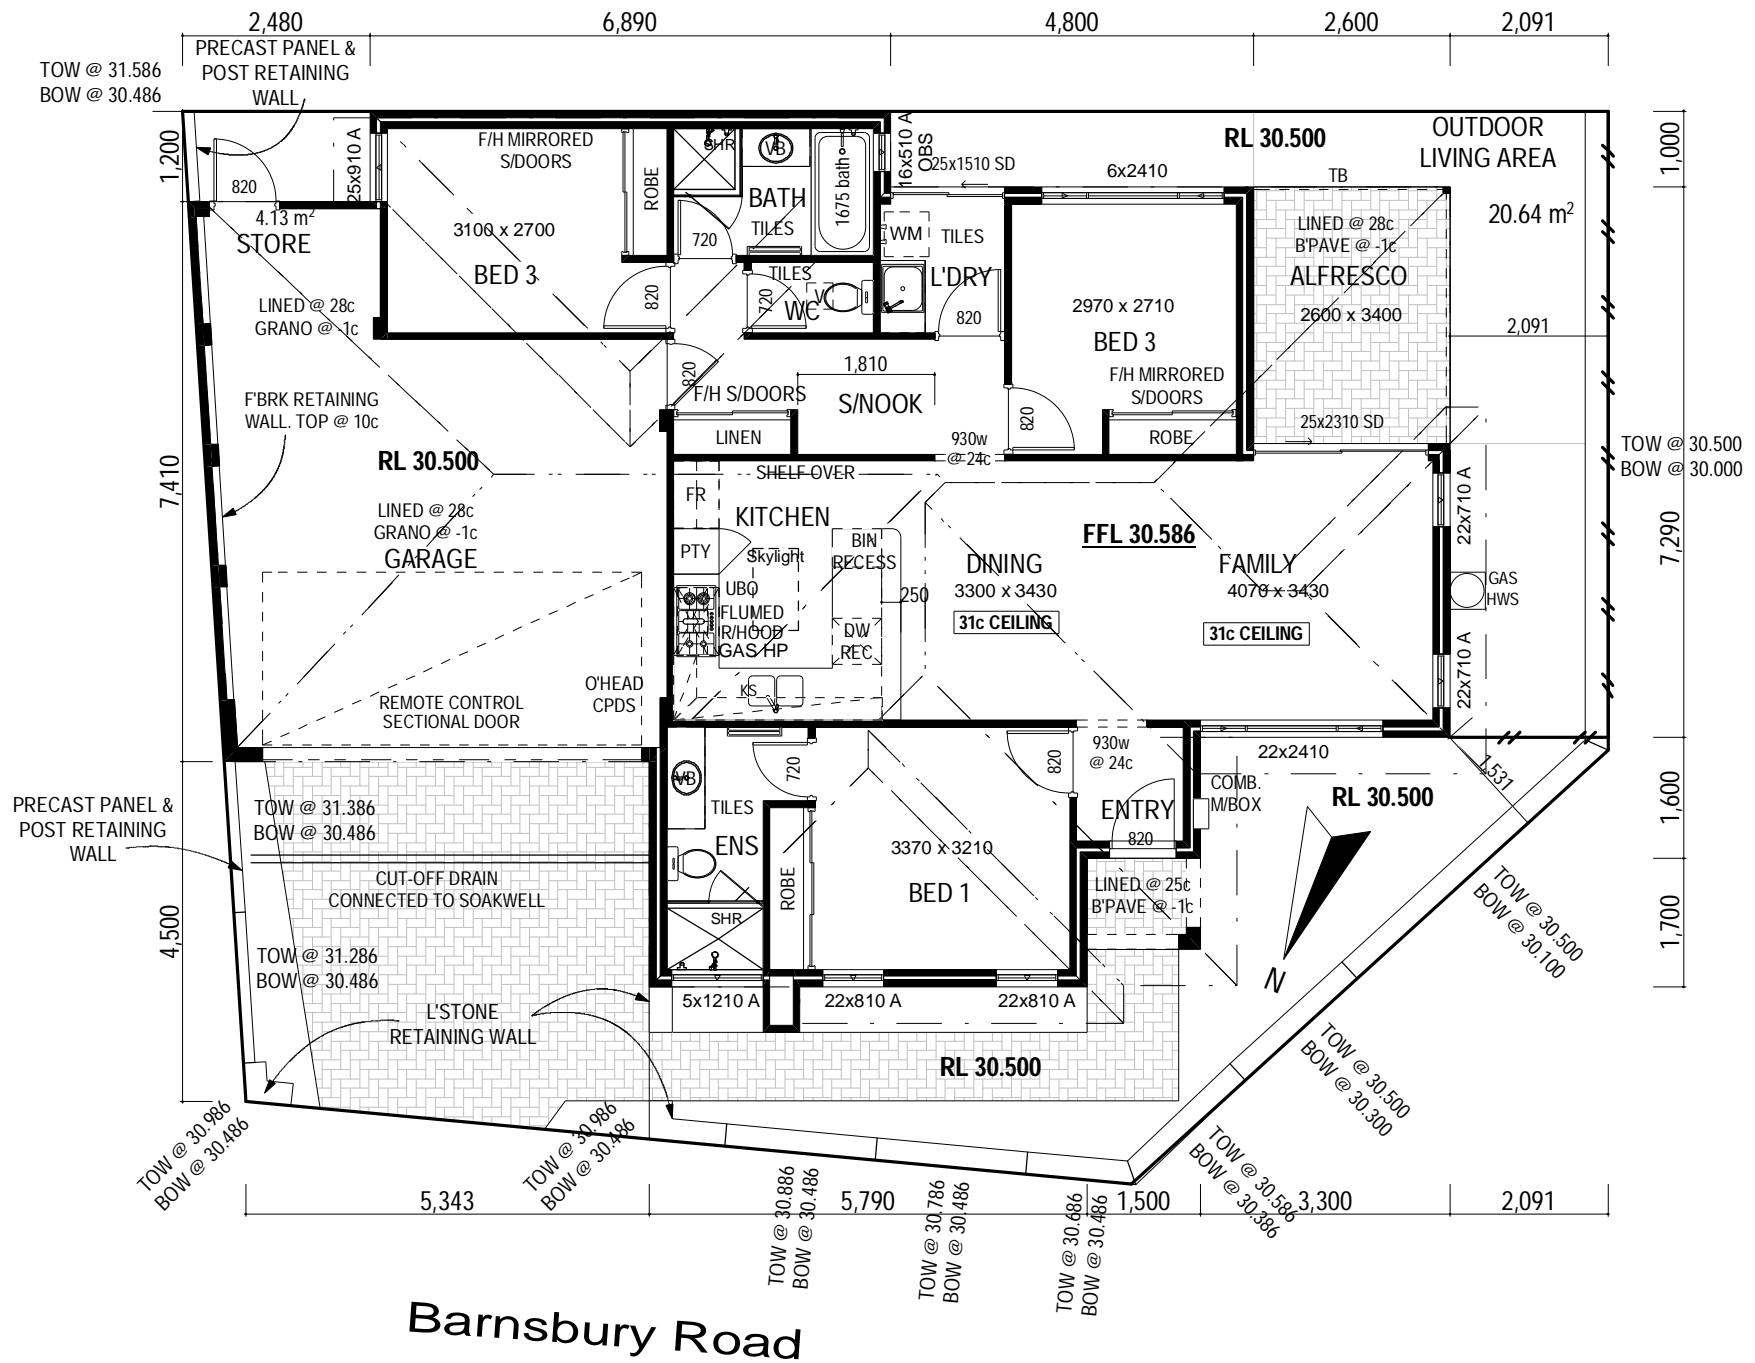 2,480
6,890
4,800
2,600
2,091
PRECAST PANEL &
POST RETAINING
WALL
TOW @ 31.586
BOW @ 30.486
1,200
820
25x910 A
4.13 m²
STORE
F/H MIRRORED
S/DOORS
ROBE
3100 x 2700
BED 3
820
SHR
VB
BATH
TILES
720
1675 bath
16x510 A
OBS
25x1510 SD
6x2410
RL 30.500
OUTDOOR
LIVING AREA
1,000
TB
20.64 m²
WM
TILES
L'DRY
820
TILES
WC
720
LINED @ 28c
B'PAVE @ -1c
ALFRESCO
2600 x 3400
2,091
2970 x 2710
BED 3
F/H MIRRORED
S/DOORS
ROBE
820
25x2310 SD
LINED @ 28c
GRANO @ -1c
F'BRK RETAINING
WALL. TOP @ 10c
RL 30.500
7,410
820
F/H S/DOORS
LINEN
1,810
S/NOOK
930w
@ 24c
TOW @ 30.500
BOW @ 30.000
LINED @ 28c
GRANO @ -1c
GARAGE
SHELF OVER
FR
KITCHEN
PTY
Skylight
BIN
RECESS
UBO
FLUMED
R/HOOD
GAS HP
DW
REC
250
KS
DINING
3300 x 3430
31c CEILING
FFL 30.586
FAMILY
4070 x 3430
31c CEILING
22x710 A
22x710 A
GAS
HWS
7,290
REMOTE CONTROL
SECTIONAL DOOR
O'HEAD
CPDS
PRECAST PANEL &
POST RETAINING
WALL
TOW @ 31.386
BOW @ 30.486
CUT-OFF DRAIN
CONNECTED TO SOAKWELL
4,500
TOW @ 31.286
BOW @ 30.486
L'STONE
RETAINING WALL
VB
720
TILES
ENS
SHR
ROBE
3370 x 3210
BED 1
820
930w
@ 24c
ENTRY
820
COMB.
M/BOX
22x2410
RL 30.500
1,531
1,600
LINED @ 25c
B'PAVE @ -1c
1,700
N
5x1210 A
22x810 A
22x810 A
RL 30.500
TOW @ 30.500
BOW @ 30.100
TOW @ 30.500
BOW @ 30.300
TOW @ 30.586
BOW @ 30.386
TOW @ 30.986
BOW @ 30.486
TOW @ 30.986
BOW @ 30.486
TOW @ 30.886
BOW @ 30.486
TOW @ 30.786
BOW @ 30.486
TOW @ 30.686
BOW @ 30.486
5,343
5,790
1,500
3,300
2,091
Barnsbury Road